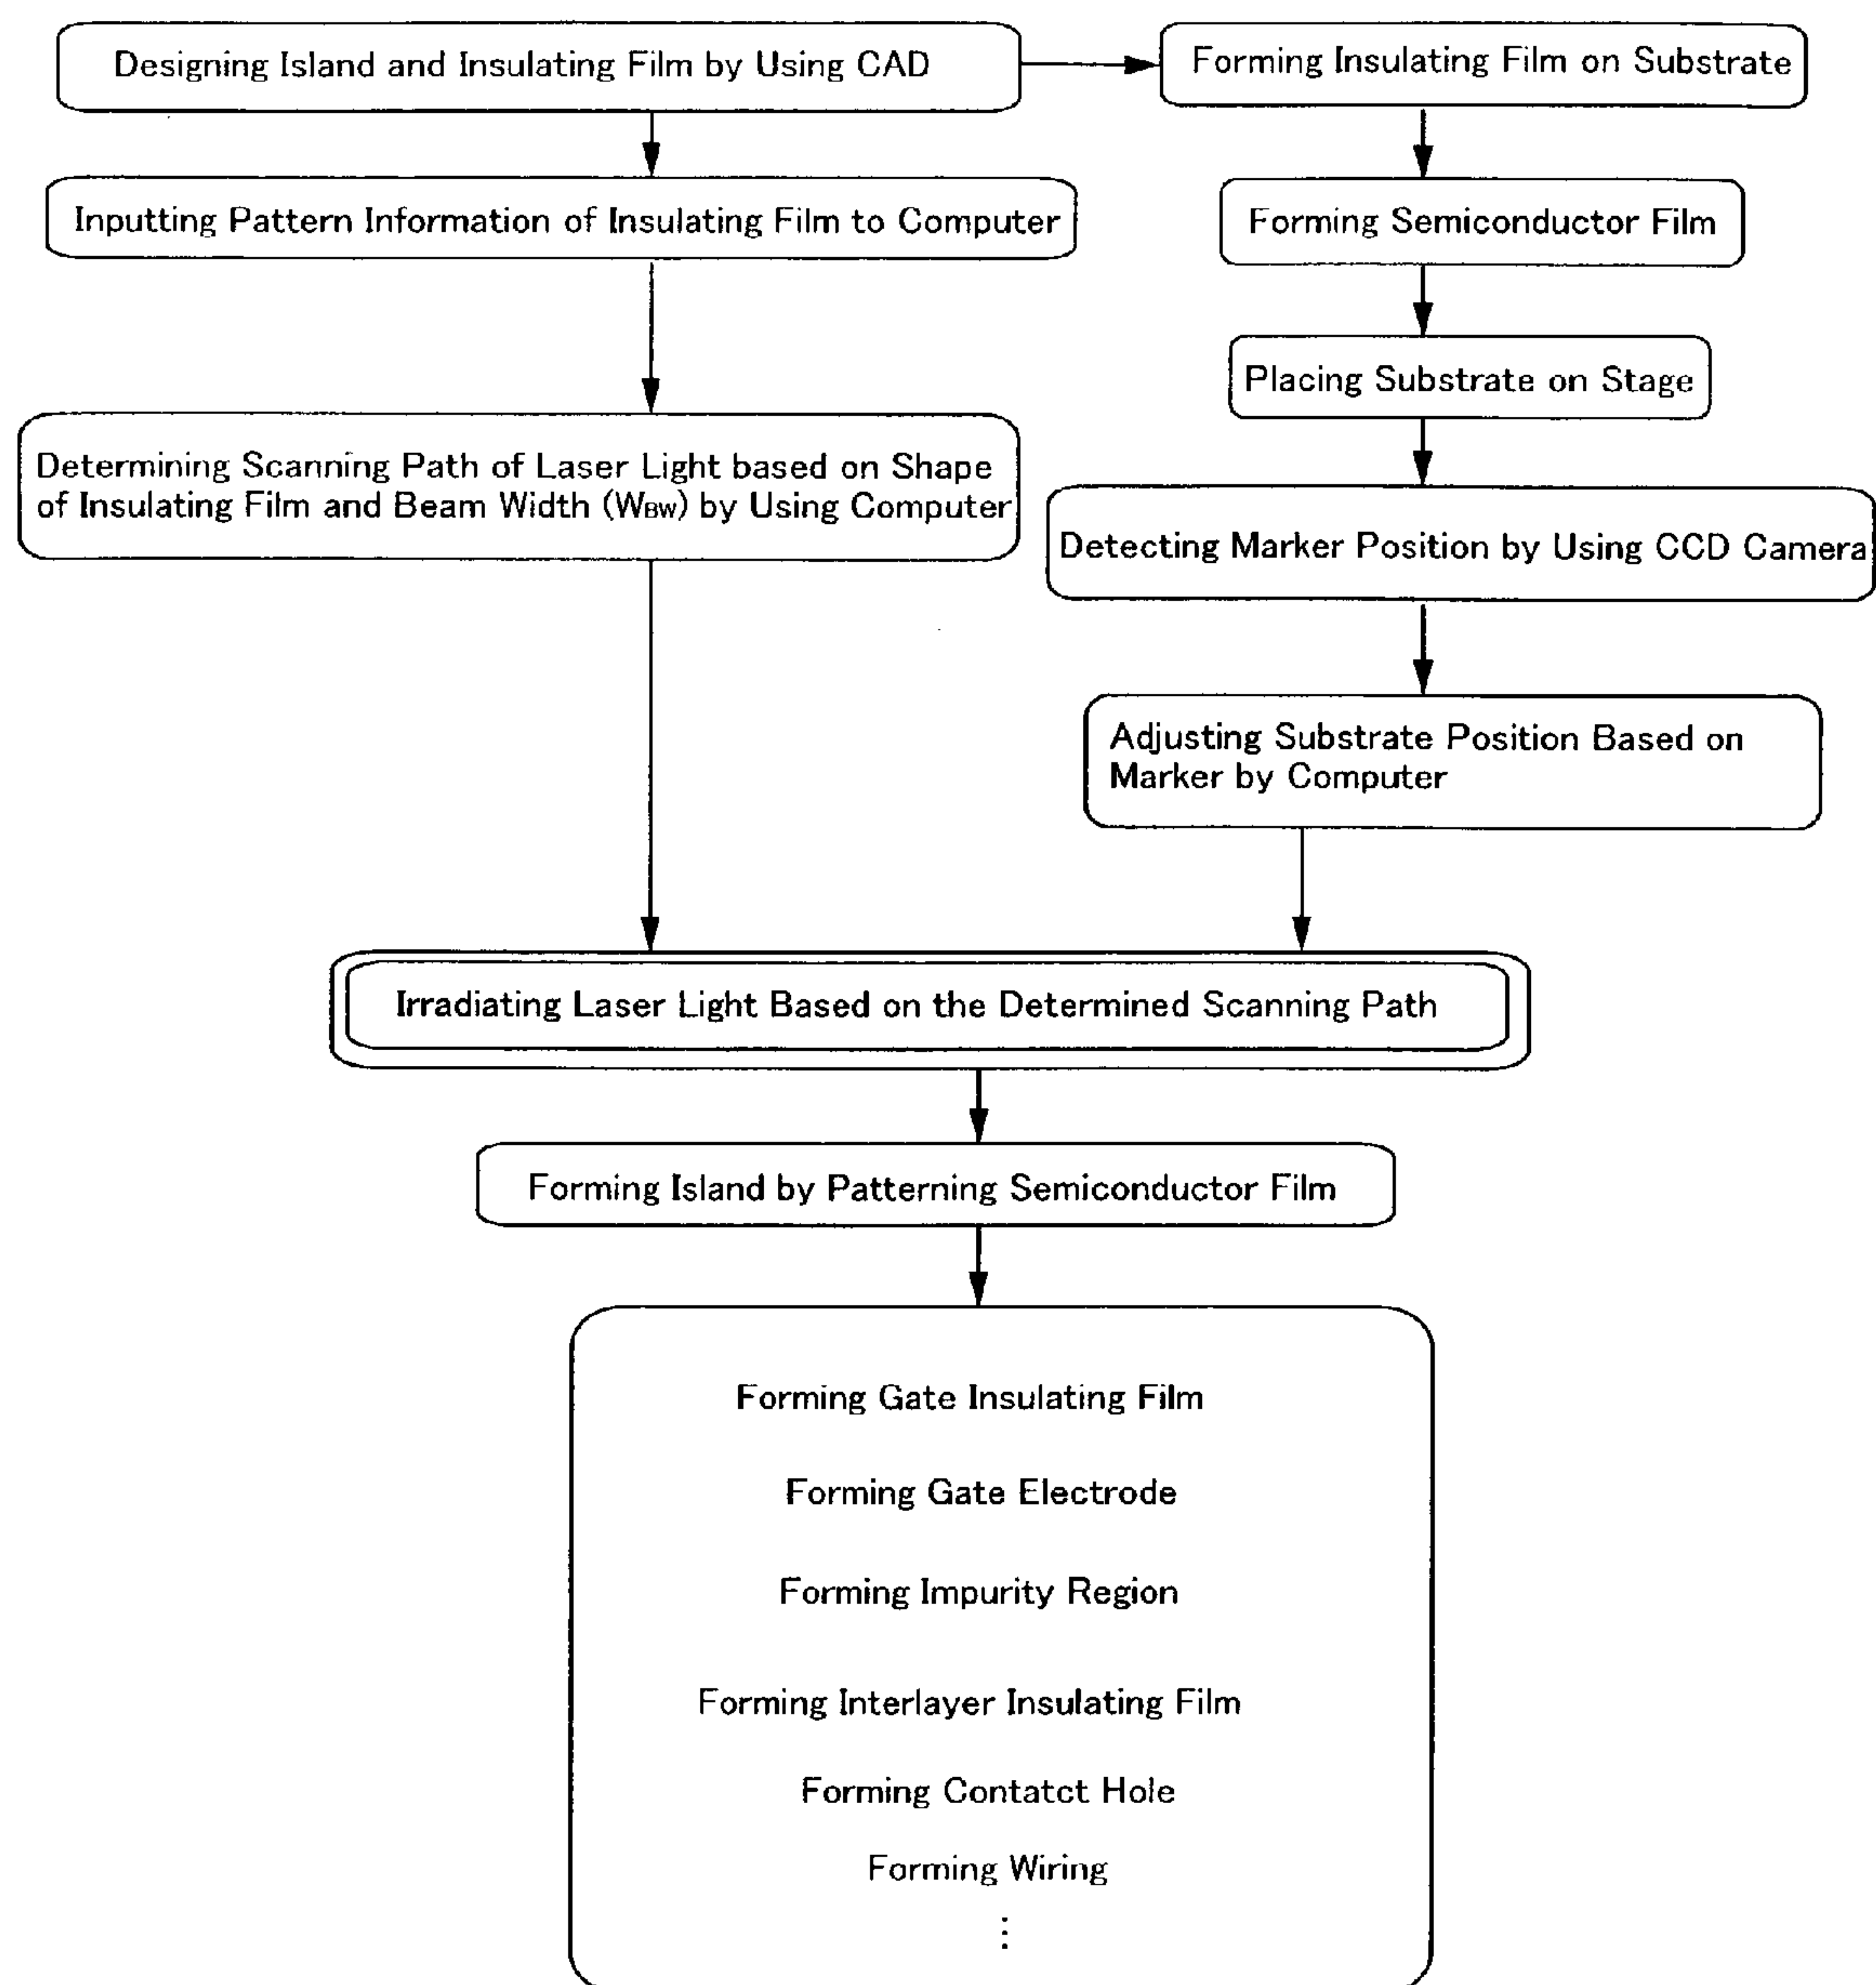 Designing Island and Insulating Film by Using CAD
Forming Insulating Film on Substrate
Inputting Pattern Information of Insulating Film to Computer
Forming Semiconductor Film
Placing Substrate on Stage
Determining Scanning Path of Laser Light based on Shape
of Insulating Film and Beam Width (WBW) by Using Computer
Detecting Marker Position by Using CCD Camera
Adjusting Substrate Position Based on
Marker by Computer
Irradiating Laser Light Based on the Determined Scanning Path
Forming Island by Patterning Semiconductor Film
Forming Gate Insulating Film
Forming Gate Electrode
Forming Impurity Region
Forming Interlayer Insulating Film
Forming Contatct Hole
Forming Wiring
⋮